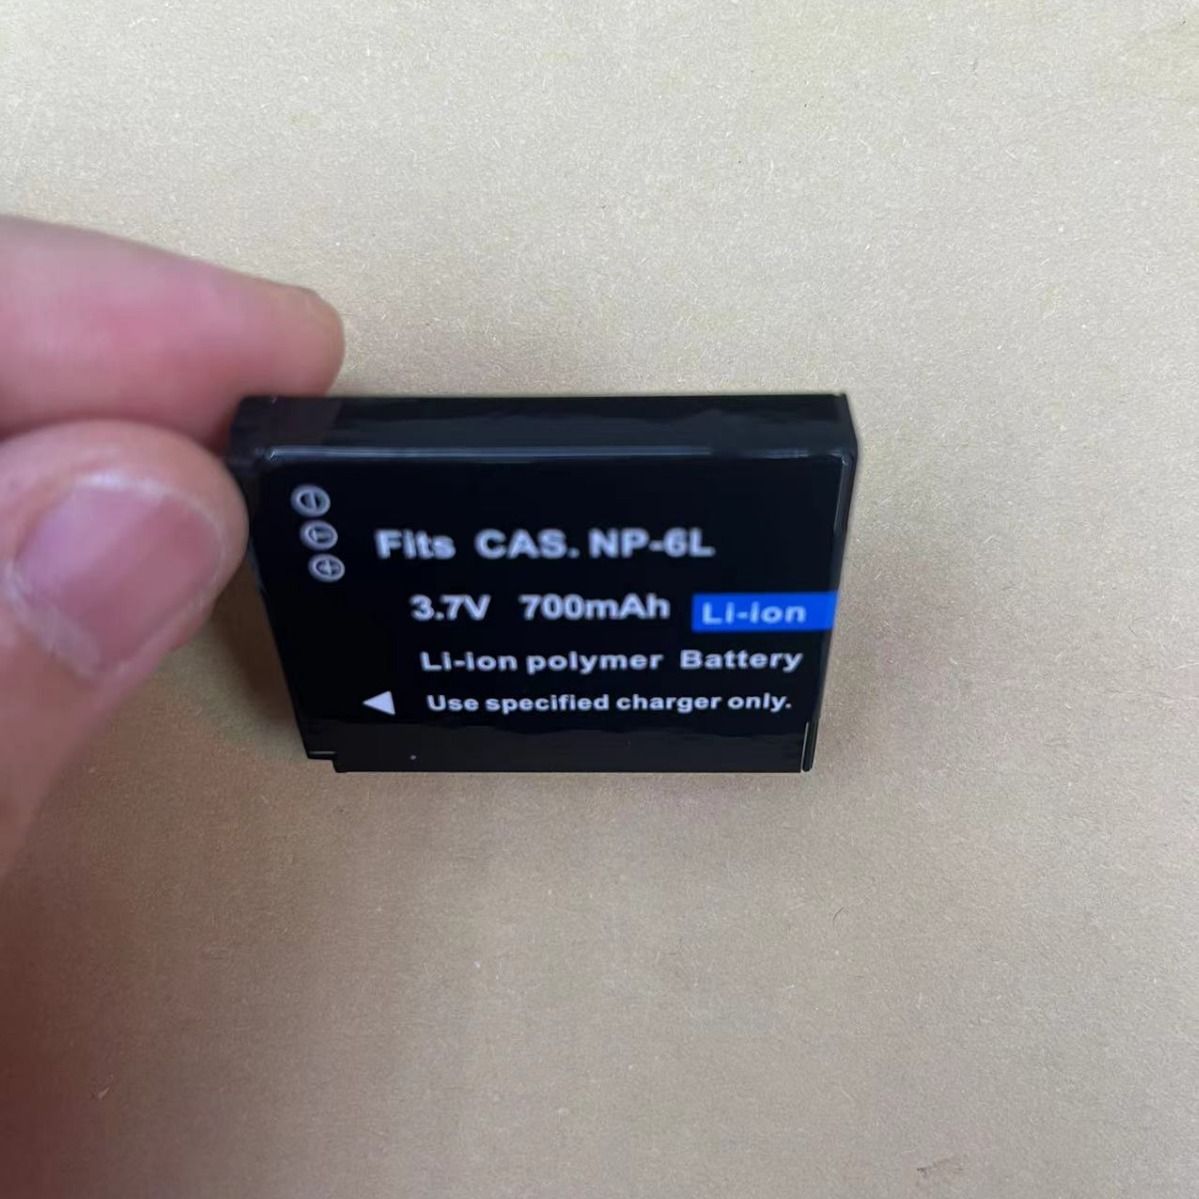 Fits CAS. NP-6L
3.7V 700mAh Li-ion
Li-ion polymer Battery
Use specified charger only.